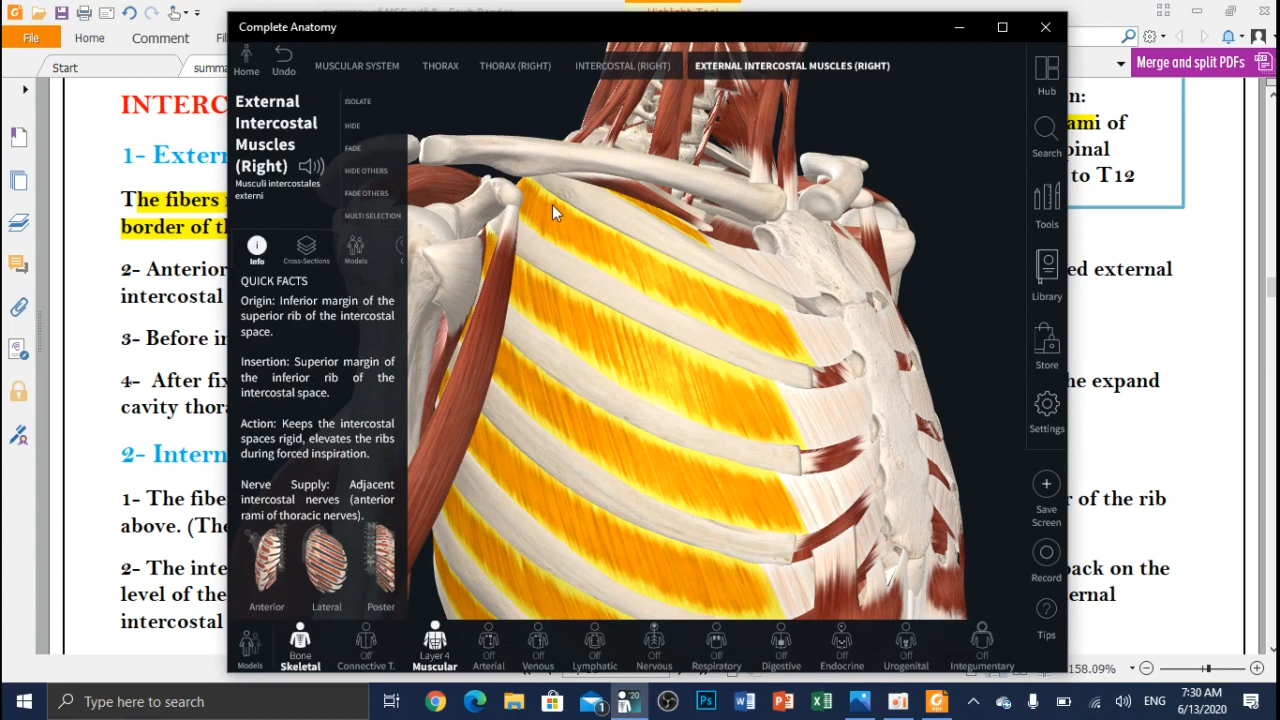 Highlight Tool
Complete Anatomy
File
Home
Comment
Merge and split PDFs
Start
summa
Home
Undo
MUSCULAR SYSTEM
THORAX
THORAX (RIGHT)
INTERCOSTAL (RIGHT)
EXTERNAL INTERCOSTAL MUSCLES (RIGHT)
External
Intercostal
Muscles
(Right)
Musculi intercostales
externi
ISOLATE
HIDE
FADE
HIDE OTHERS
FADE OTHERS
MULTI SELECTION
Info
Cross-Sections
Models
QUICK FACTS
Origin: Inferior margin of the
superior rib of the intercostal
space.
Insertion: Superior margin of
the inferior rib of the
intercostal space.
Action: Keeps the intercostal
spaces rigid, elevates the ribs
during forced inspiration.
Nerve Supply: Adjacent
intercostal nerves (anterior
rami of thoracic nerves).
Anterior
Lateral
Poster
Hub
Search
Tools
Library
Store
Settings
Save
Screen
Record
Tips
Models
Bone
Skeletal
Off
Connective T.
Layer 4
Muscular
Off
Arterial
Off
Venous
Off
Lymphatic
Off
Nervous
Off
Respiratory
Off
Digestive
Off
Endocrine
Off
Urogenital
Off
Integumentary
INTERC
1- Extern
The fibers
border of th
2- Anterior
intercostal
3- Before in
4- After fix
cavity thora
2- Intern
1- The fibe
above. (The
2- The inte
level of the
intercostal
n:
ami of
pinal
to T12
ed external
he expand
r of the rib
back on the
ternal
158.09%
Type here to search
ENG
7:30 AM
6/13/2020